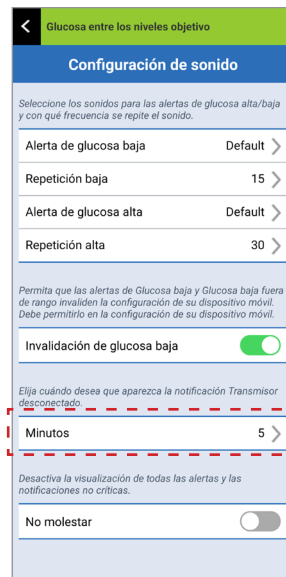 Glucosa entre los niveles objetivo
Configuración de sonido
Seleccione los sonidos para las alertas de glucosa alta/baja
y con qué frecuencia se repite el sonido.
Alerta de glucosa baja Default
Repetición baja 15
Alerta de glucosa alta Default
Repetición alta 30
Permita que las alertas de Glucosa baja y Glucosa baja fuera
de rango invaliden la configuración de su dispositivo móvil.
Debe permitirlo en la configuración de su dispositivo móvil.
Invalidación de glucosa baja
Elija cuándo desea que aparezca la notificación Transmisor
desconectado.
Minutos 5
Desactiva la visualización de todas las alertas y las
notificaciones no críticas.
No molestar